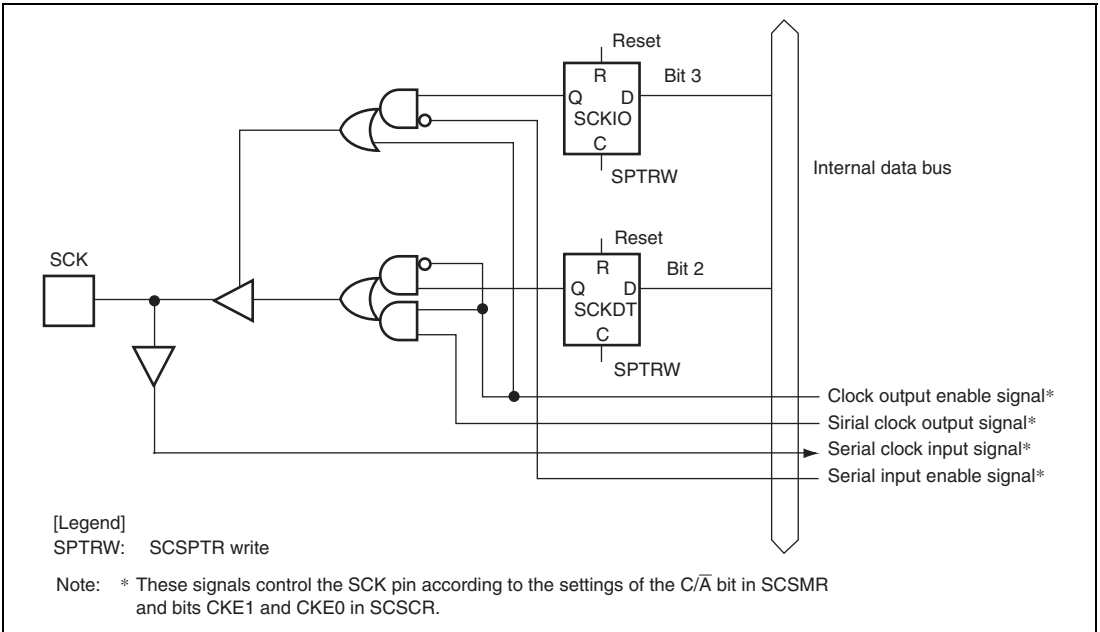 Reset
R
Bit 3
Q D
SCKIO
C
SPTRW
Internal data bus
Reset
SCK
R
Bit 2
Q D
SCKDT
C
SPTRW
Clock output enable signal*
Sirial clock output signal*
Serial clock input signal*
Serial input enable signal*
[Legend]
SPTRW: SCSPTR write
Note: * These signals control the SCK pin according to the settings of the C/A̅ bit in SCSMR
and bits CKE1 and CKE0 in SCSCR.